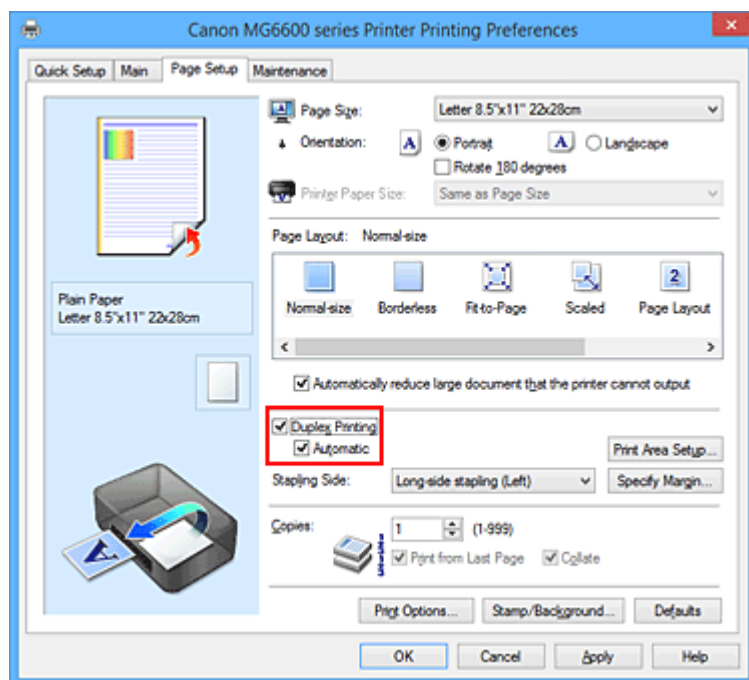 Canon MG6600 series Printer Printing Preferences
Quick Setup Main Page Setup Maintenance
Page Size: Letter 8.5"x11" 22x28cm
Orientation: A Portrait A Landscape
Rotate 180 degrees
Printer Paper Size: Same as Page Size
Page Layout: Normal-size
2
Normal-size Borderless Fit-to-Page Scaled Page Layout
Plain Paper
Letter 8.5"x11" 22x28cm
Automatically reduce large document that the printer cannot output
Duplex Printing
Automatic
Print Area Setup...
Stapling Side: Long-side stapling (Left) Specify Margin...
Copies: 1 (1-999)
Print from Last Page Collate
A
Print Options... Stamp/Background... Defaults
OK Cancel Apply Help